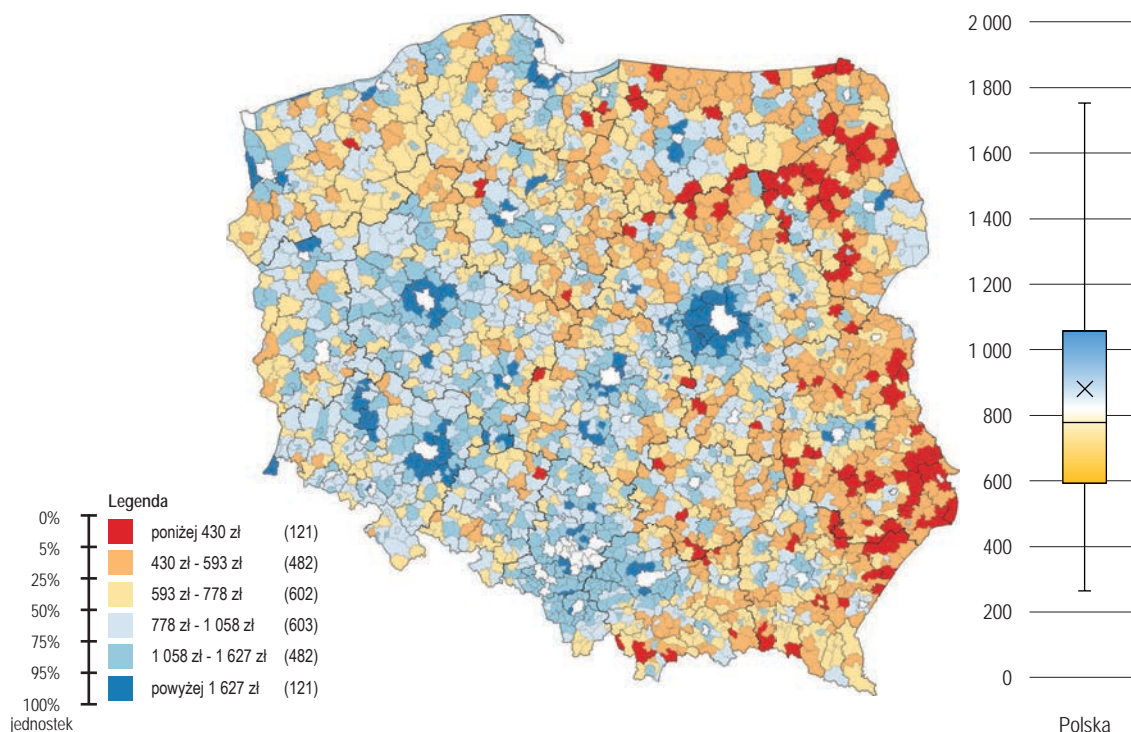 Legenda
0%
5%
25%
50%
75%
95%
100%
jednostek
poniżej 430 zł (121)
430 zł - 593 zł (482)
593 zł - 778 zł (602)
778 zł - 1 058 zł (603)
1 058 zł - 1 627 zł (482)
powyżej 1 627 zł (121)
2 000
1 800
1 600
1 400
1 200
1 000
800
600
400
200
0
Polska